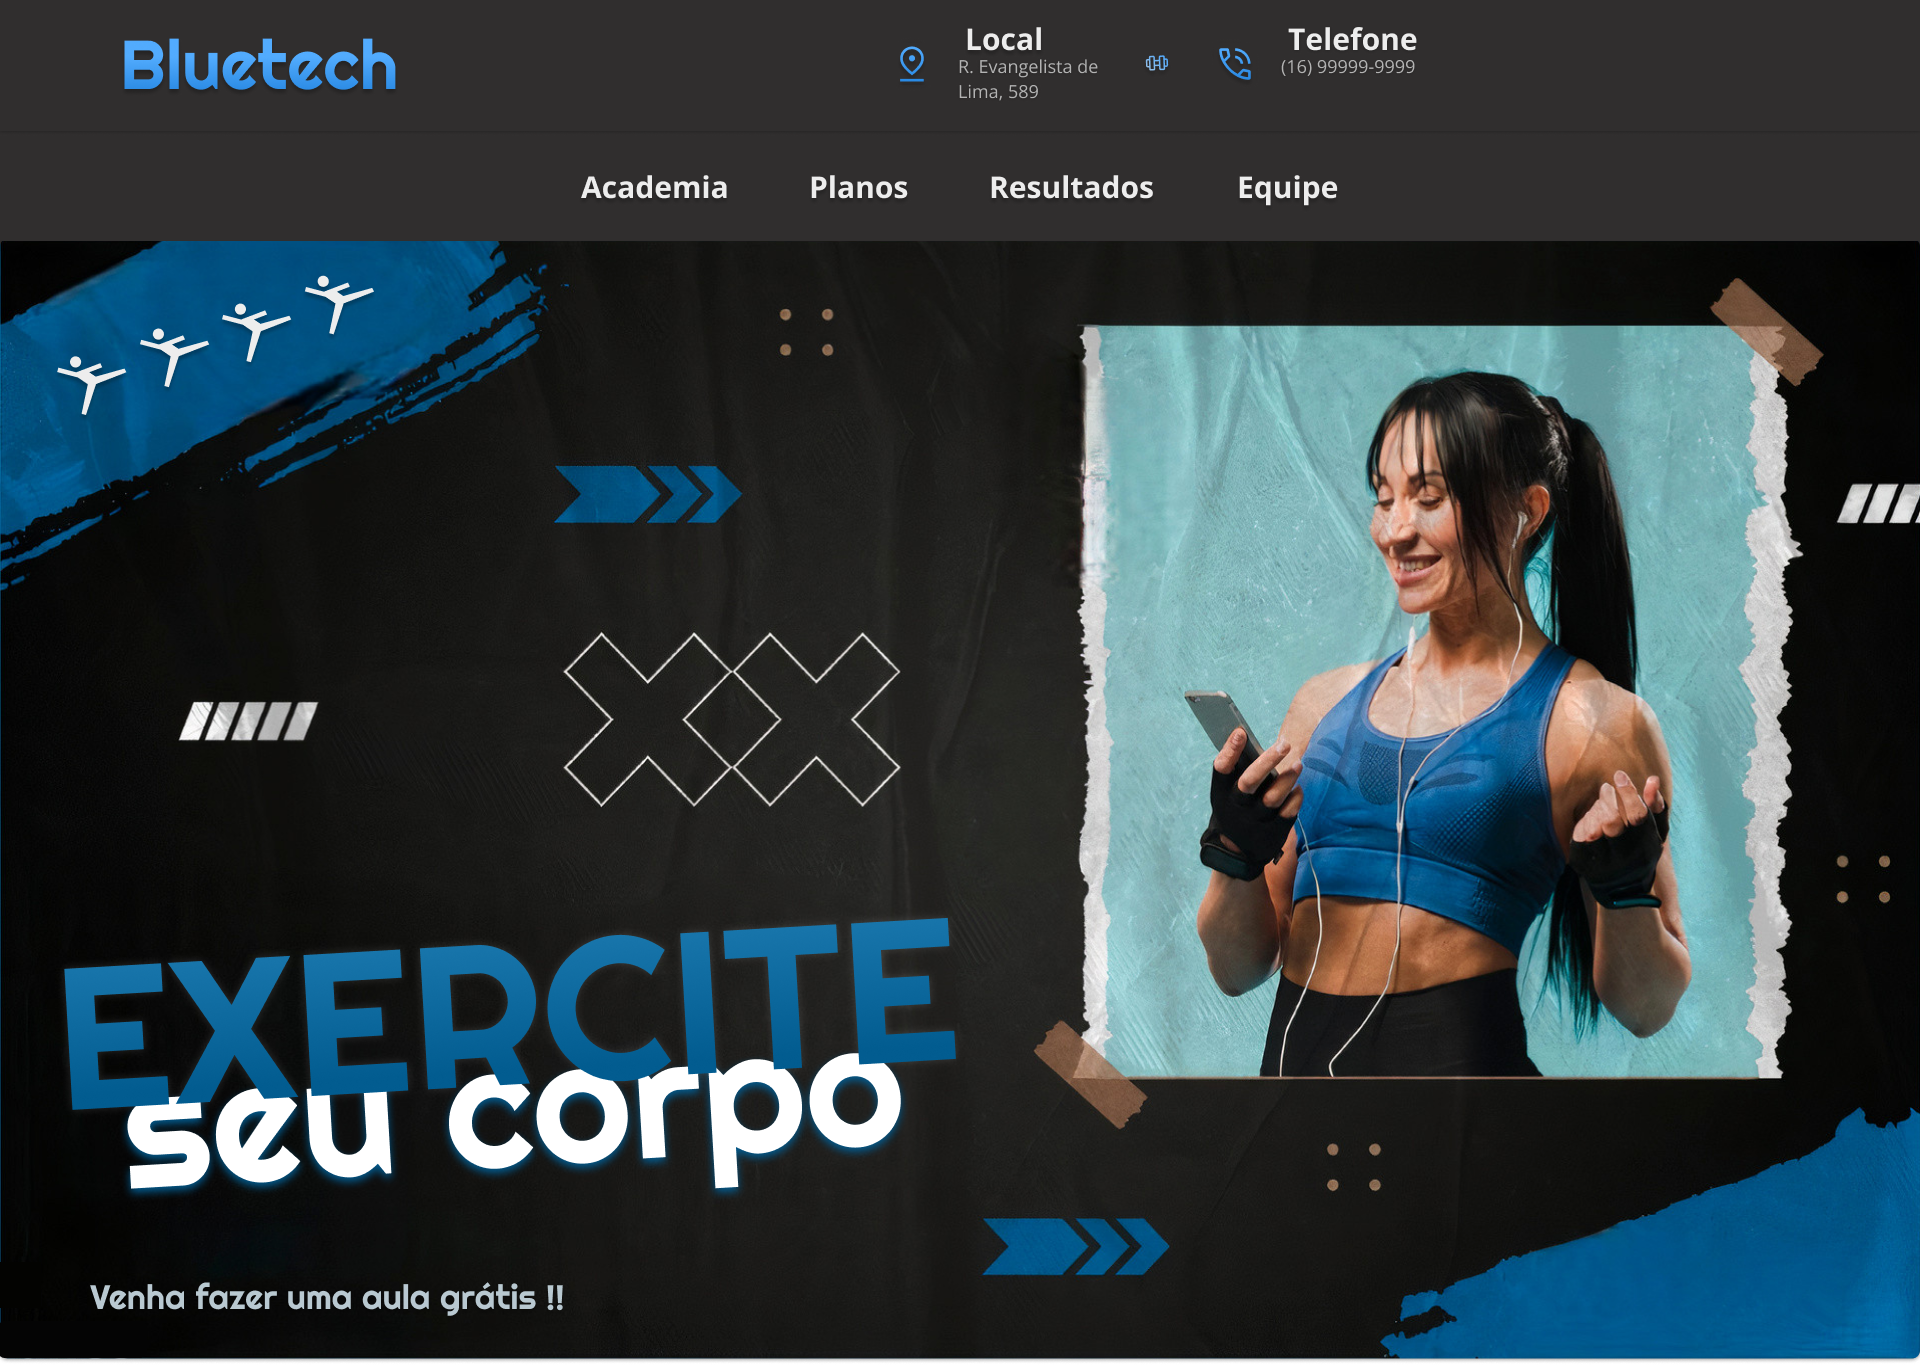 Bluetech
Local
R. Evangelista de
Lima, 589
Telefone
(16) 99999-9999
Academia
Planos
Resultados
Equipe
EXERCITE
seu corpo
Venha fazer uma aula grátis !!